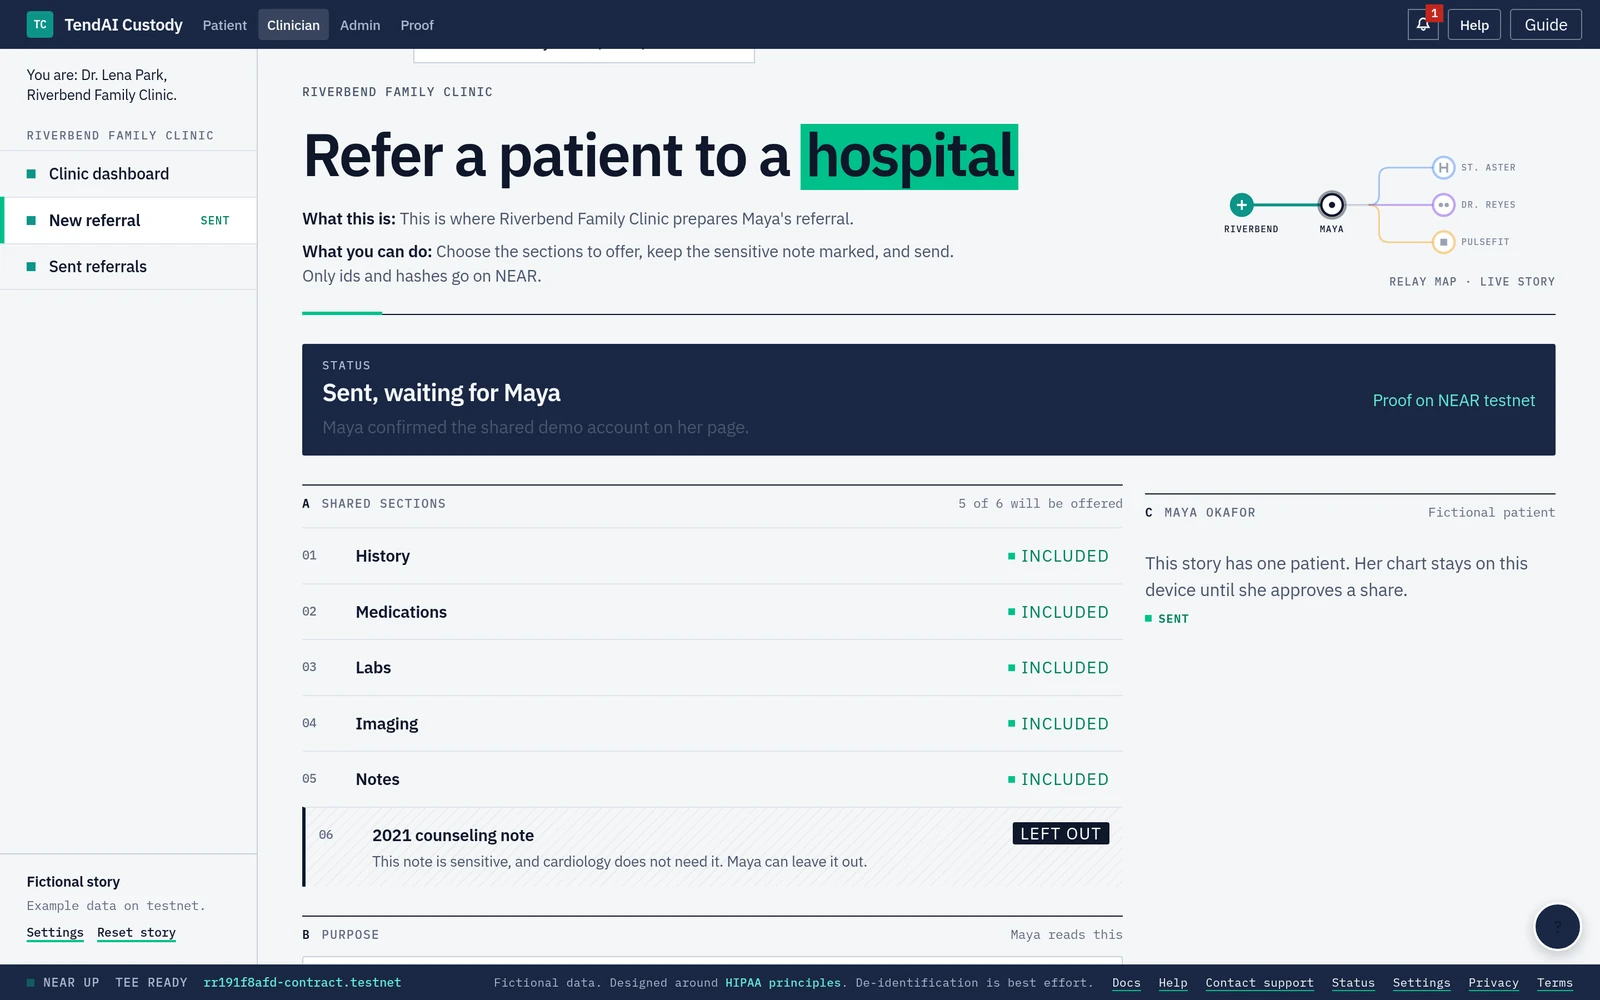 TC TendAI Custody Patient Clinician Admin Proof 1 Help Guide
You are: Dr. Lena Park,
Riverbend Family Clinic.
RIVERBEND FAMILY CLINIC
Clinic dashboard
New referral SENT
Sent referrals
Fictional story
Example data on testnet.
Settings Reset story
RIVERBEND FAMILY CLINIC
Refer a patient to a hospital
What this is: This is where Riverbend Family Clinic prepares Maya's referral.
What you can do: Choose the sections to offer, keep the sensitive note marked, and send.
Only ids and hashes go on NEAR.
RIVERBEND
MAYA
H ST. ASTER
DR. REYES
PULSEFIT
RELAY MAP · LIVE STORY
STATUS
Sent, waiting for Maya
Maya confirmed the shared demo account on her page.
Proof on NEAR testnet
A SHARED SECTIONS 5 of 6 will be offered
01 History INCLUDED
02 Medications INCLUDED
03 Labs INCLUDED
04 Imaging INCLUDED
05 Notes INCLUDED
06 2021 counseling note LEFT OUT
This note is sensitive, and cardiology does not need it. Maya can leave it out.
B PURPOSE Maya reads this
C MAYA OKAFOR Fictional patient
This story has one patient. Her chart stays on this
device until she approves a share.
SENT
?
NEAR UP TEE READY rr191f8afd-contract.testnet Fictional data. Designed around HIPAA principles. De-identification is best effort. Docs Help Contact support Status Settings Privacy Terms